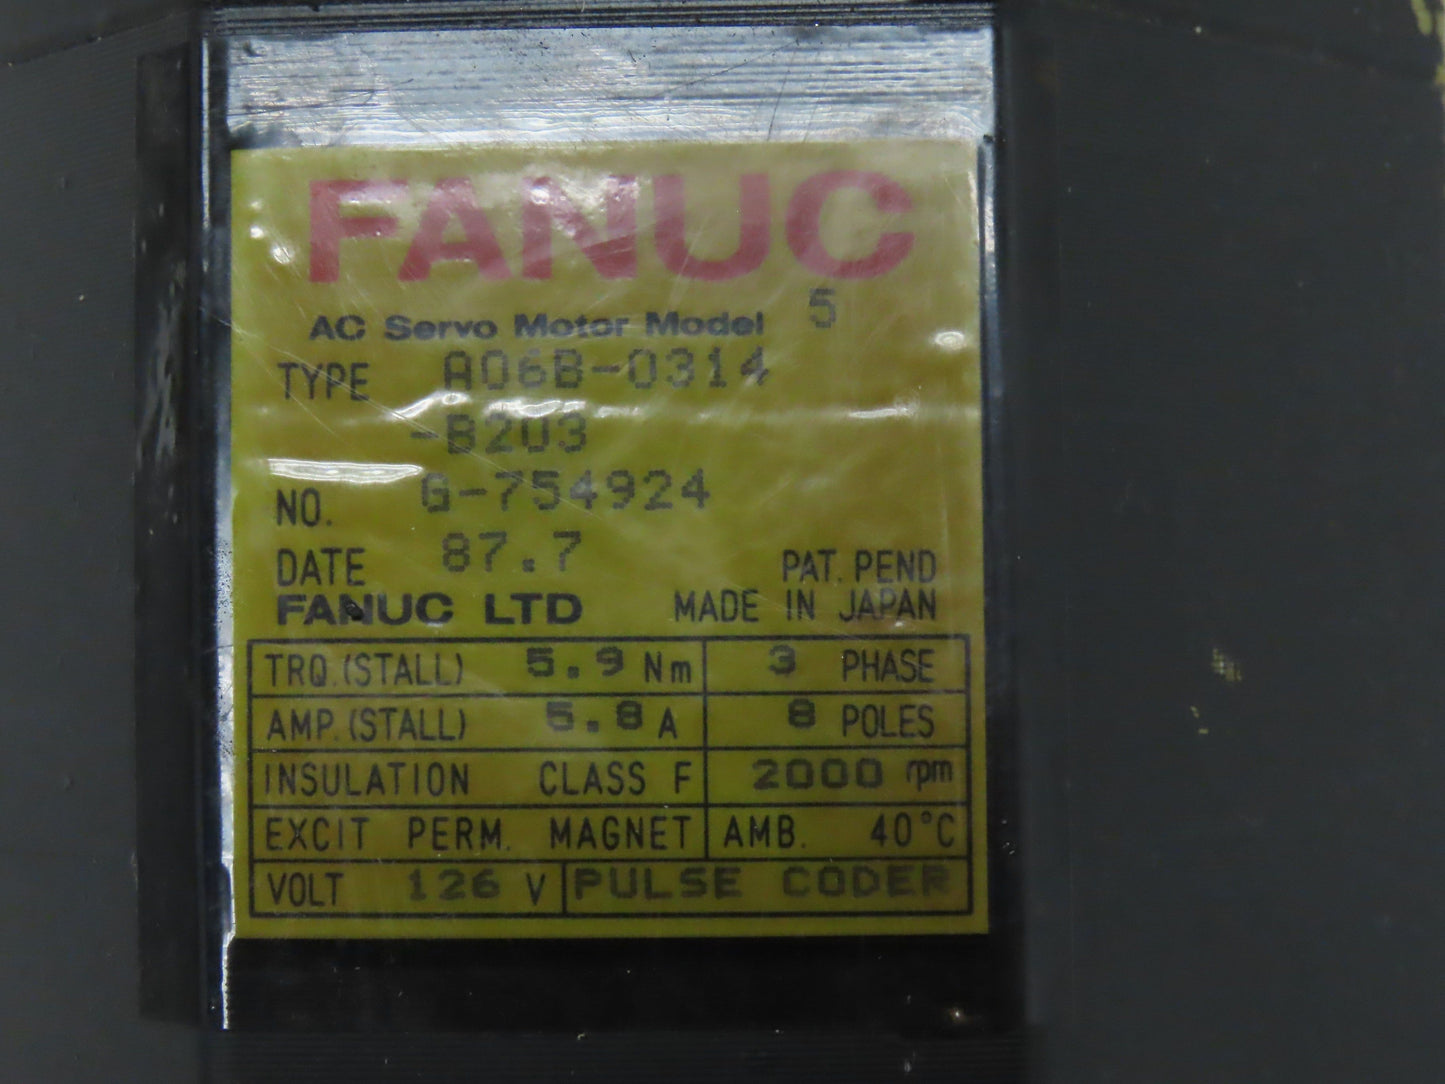 FANUC
AC Servo Motor Model 5
TYPE A06B-0314
-B203
NO. G-754924
DATE 87.7 PAT. PEND
FANUC LTD MADE IN JAPAN
TRQ.(STALL) 5.9 Nm 3 PHASE
AMP.(STALL) 5.8 A 8 POLES
INSULATION CLASS F 2000 rpm
EXCIT PERM. MAGNET AMB. 40°C
VOLT 126 V PULSE CODER